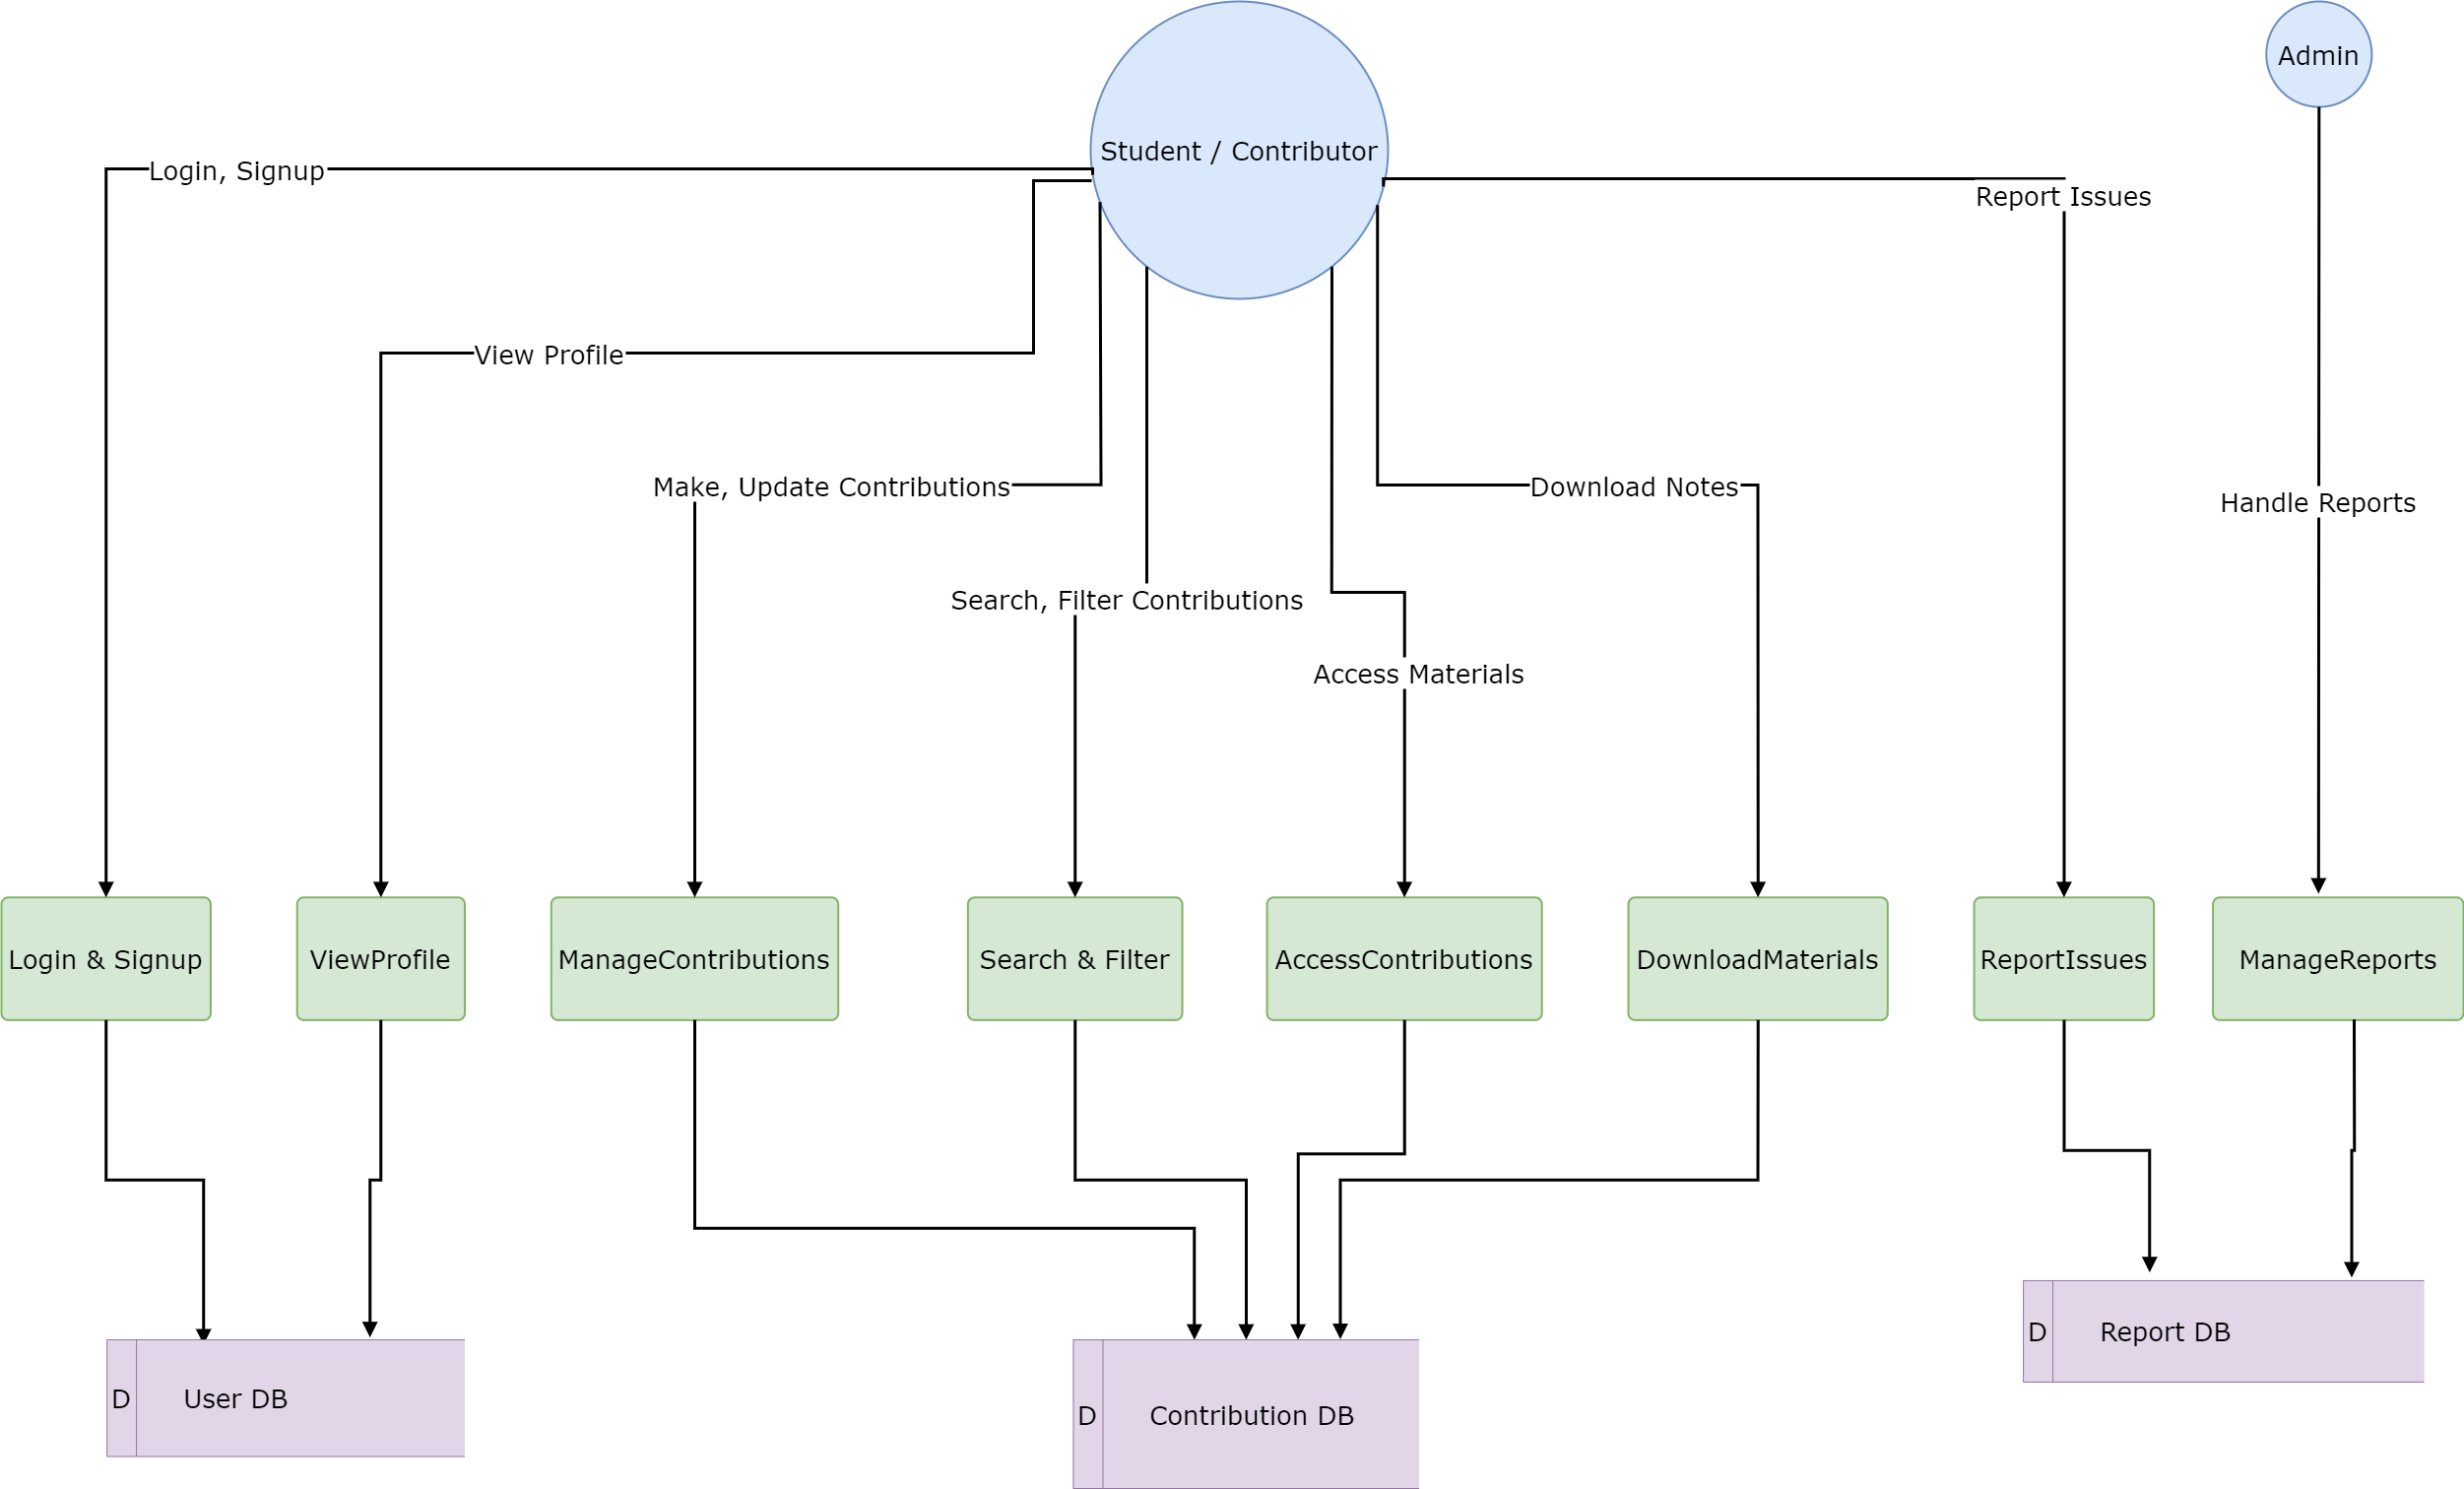 Student / Contributor
Admin
Login, Signup
Report Issues
View Profile
Make, Update Contributions
Download Notes
Handle Reports
Search, Filter Contributions
Access Materials
Login & Signup
ViewProfile
ManageContributions
Search & Filter
AccessContributions
DownloadMaterials
ReportIssues
ManageReports
D
User DB
D
Contribution DB
D
Report DB